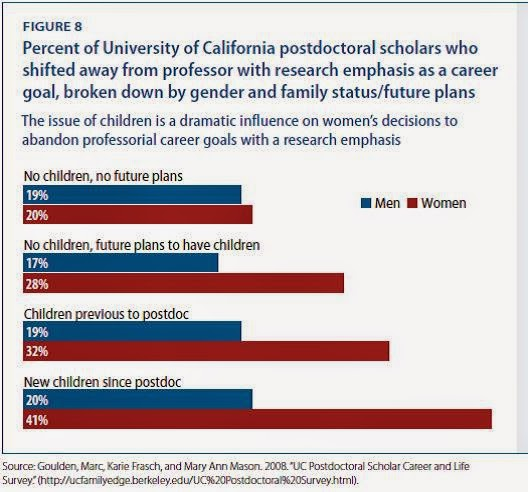 FIGURE 8
Percent of University of California postdoctoral scholars who
shifted away from professor with research emphasis as a career
goal, broken down by gender and family status/future plans
The issue of children is a dramatic influence on women's decisions to
abandon professorial career goals with a research emphasis
No children, no future plans
19%
20%
Men Women
No children, future plans to have children
17%
28%
Children previous to postdoc
19%
32%
New children since postdoc
20%
41%
Source: Goulden, Marc, Karie Frasch, and Mary Ann Mason. 2008. "UC Postdoctoral Scholar Career and Life
Survey." (http://ucfamilyedge.berkeley.edu/UC%20Postdoctoral%20Survey.html).